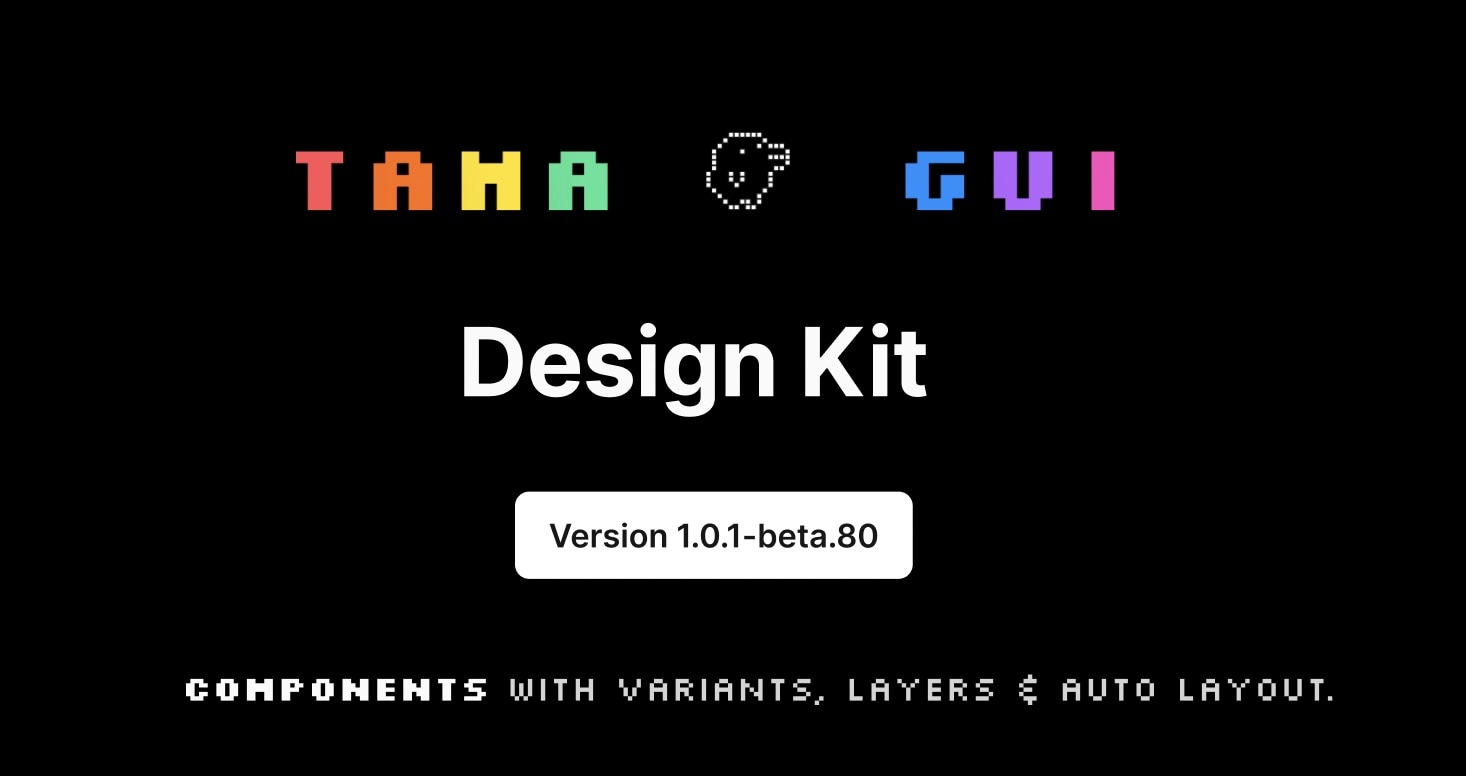 TAMA GUI
Design Kit
Version 1.0.1-beta.80
COMPONENTS WITH VARIANTS, LAYERS & AUTO LAYOUT.